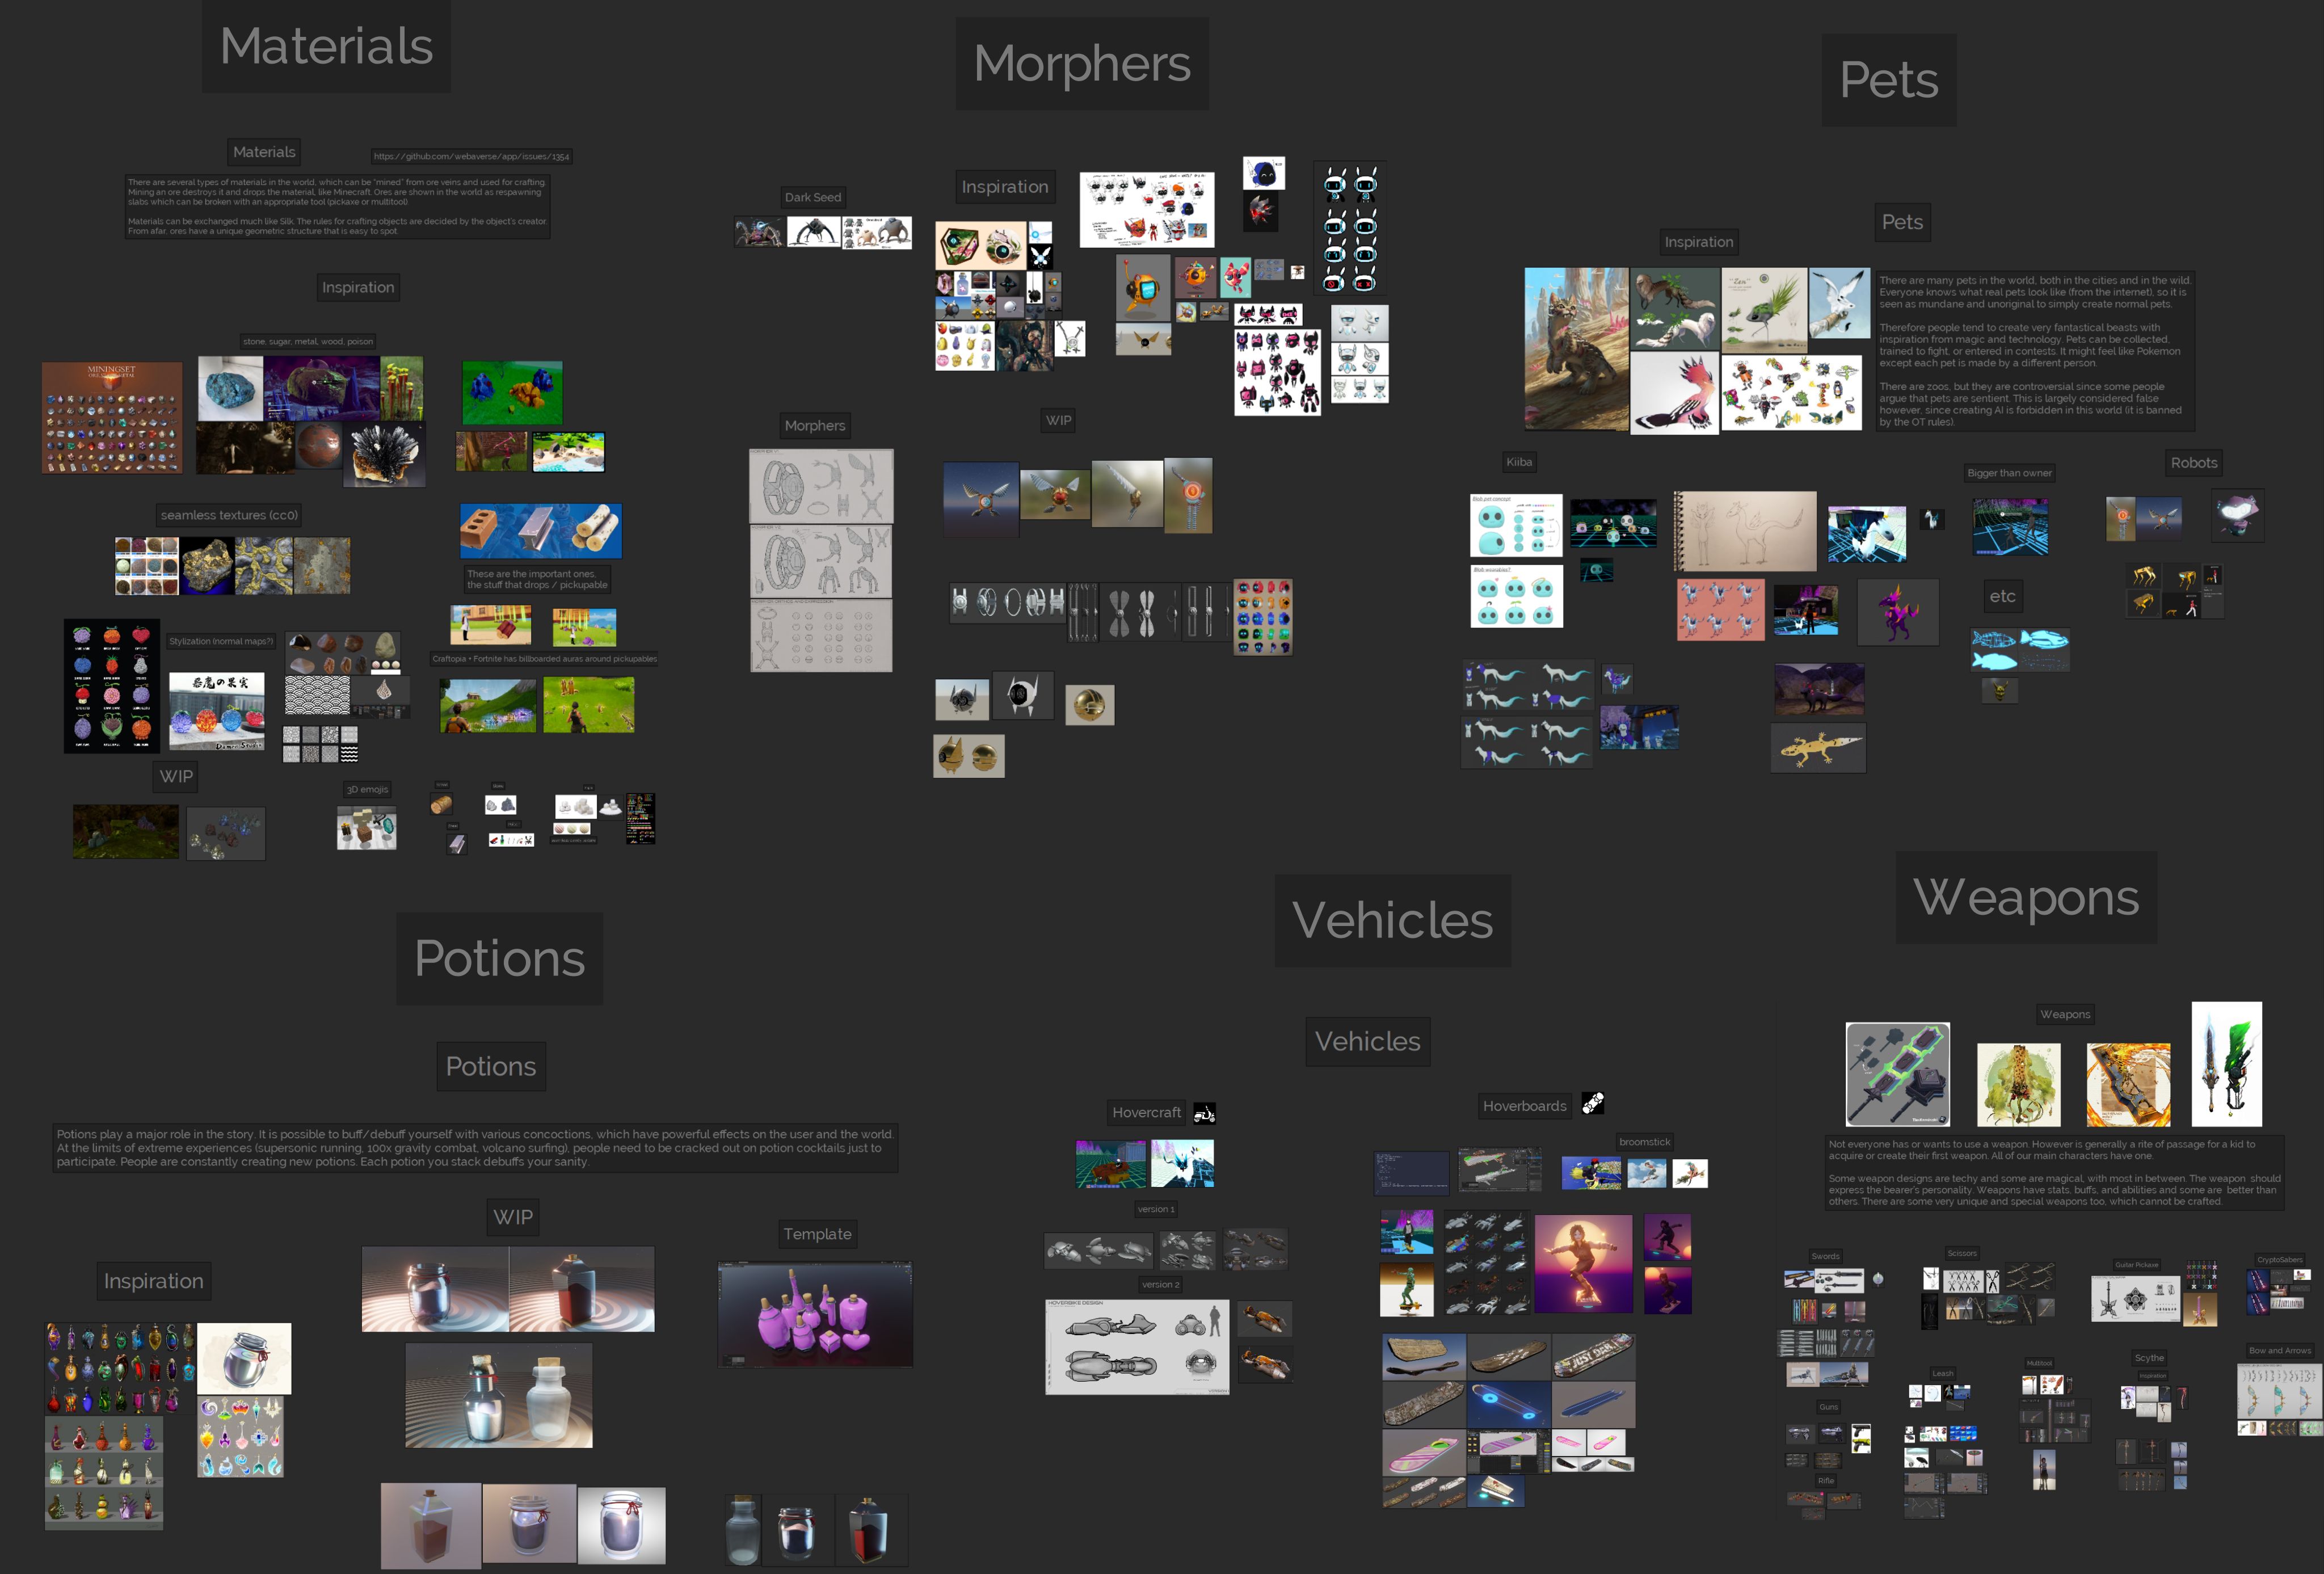 Materials
Materials
https://github.com/webaverse/app/issues/1354
There are several types of materials in the world, which can be "mined" from ore veins and used for crafting.
Mining an ore destroys it and drops the material, like Minecraft. Ores are shown in the world as respawning
slabs which can be broken with an appropriate tool (pickaxe or multitool)
Materials can be exchanged much like Silk. The rules for crafting objects are decided by the object's creator.
From afar, ores have a unique geometric structure that is easy to spot
Inspiration
stone, sugar, metal, wood, poison
MININGSET
seamless textures (cc0)
These are the important ones,
the stuff that drops / pickupable
Stylization (normal maps?)
Craftopia + Fortnite has billboarded auras around pickupables
悪魔の果実
WIP
3D emojis
Morphers
Dark Seed
Inspiration
Morphers
WIP
Pets
Pets
Inspiration
There are many pets in the world, both in the cities and in the wild.
Everyone knows what real pets look like (from the internet), so it is
seen as mundane and unoriginal to simply create normal pets.
Therefore people tend to create very fantastical beasts with
inspiration from magic and technology. Pets can be collected,
trained to fight, or entered in contests. It might feel like Pokemon
except each pet is made by a different person.
There are zoos, but they are controversial since some people
argue that pets are sentient. This is largely considered false
however, since creating AI is forbidden in this world (it is banned
by the OT rules).
Kiiba
Blob pet concept
Blob wearables?
Bigger than owner
Robots
etc
Potions
Potions
Potions play a major role in the story. It is possible to buff/debuff yourself with various concoctions, which have powerful effects on the user and the world.
At the limits of extreme experiences (supersonic running, 100x gravity combat, volcano surfing), people need to be cracked out on potion cocktails just to
participate. People are constantly creating new potions. Each potion you stack debuffs your sanity.
WIP
Template
Inspiration
Vehicles
Vehicles
Hovercraft
Hoverboards
broomstick
version 1
version 2
HOVERBIKE DESIGN
JUST DER
Weapons
Weapons
Not everyone has or wants to use a weapon. However is generally a rite of passage for a kid to
acquire or create their first weapon. All of our main characters have one.
Some weapon designs are techy and some are magical, with most in between. The weapon should
express the bearer's personality. Weapons have stats, buffs, and abilities and some are better than
others. There are some very unique and special weapons too, which cannot be crafted.
Swords
Scissors
Guitar Pickaxe
CryptoSabers
Leash
Multitool
Scythe
Inspiration
Bow and Arrows
Guns
Rifle